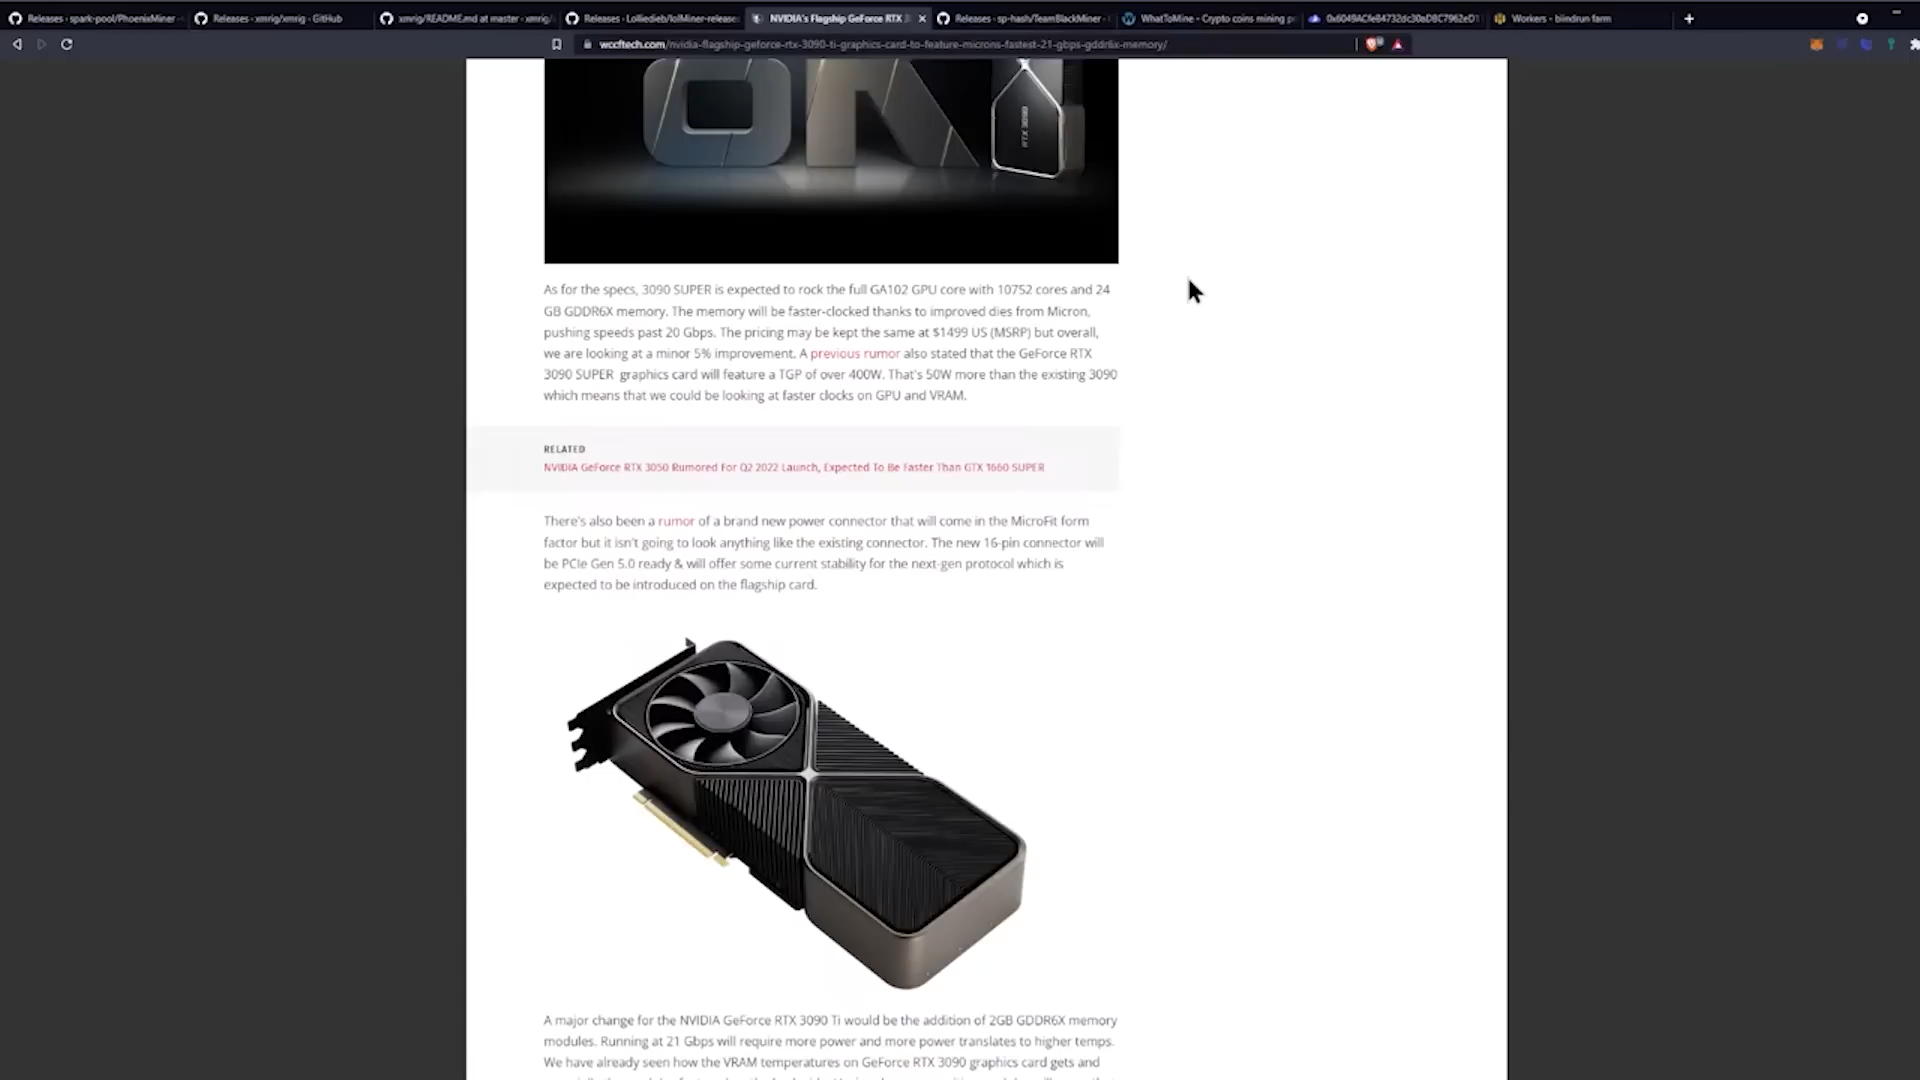 Releases · spark-pool/PhoenixMiner
Releases · xmrig/xmrig · GitHub
xmrig/README.md at master · xmrig/
Releases · Lolliedieb/lolMiner-release
NVIDIA's Flagship GeForce RTX
Releases · sp-hash/TeamBlackMiner ·
WhatToMine - Crypto coins mining p
Workers - blindrun farm
wccftech.com/nvidia-flagship-geforce-rtx-3090-ti-graphics-card-to-feature-microns-fastest-21-gbps-gddr6x-memory/
RTX 3090
As for the specs, 3090 SUPER is expected to rock the full GA102 GPU core with 10752 cores and 24
GB GDDR6X memory. The memory will be faster-clocked thanks to improved dies from Micron,
pushing speeds past 20 Gbps. The pricing may be kept the same at $1499 US (MSRP) but overall,
we are looking at a minor 5% improvement. A previous rumor also stated that the GeForce RTX
3090 SUPER graphics card will feature a TGP of over 400W. That's 50W more than the existing 3090
which means that we could be looking at faster clocks on GPU and VRAM.
RELATED
NVIDIA GeForce RTX 3050 Rumored For Q2 2022 Launch, Expected To Be Faster Than GTX 1660 SUPER
There's also been a rumor of a brand new power connector that will come in the MicroFit form
factor but it isn't going to look anything like the existing connector. The new 16-pin connector will
be PCIe Gen 5.0 ready & will offer some current stability for the next-gen protocol which is
expected to be introduced on the flagship card.
A major change for the NVIDIA GeForce RTX 3090 Ti would be the addition of 2GB GDDR6X memory
modules. Running at 21 Gbps will require more power and more power translates to higher temps.
We have already seen how the VRAM temperatures on GeForce RTX 3090 graphics card gets and